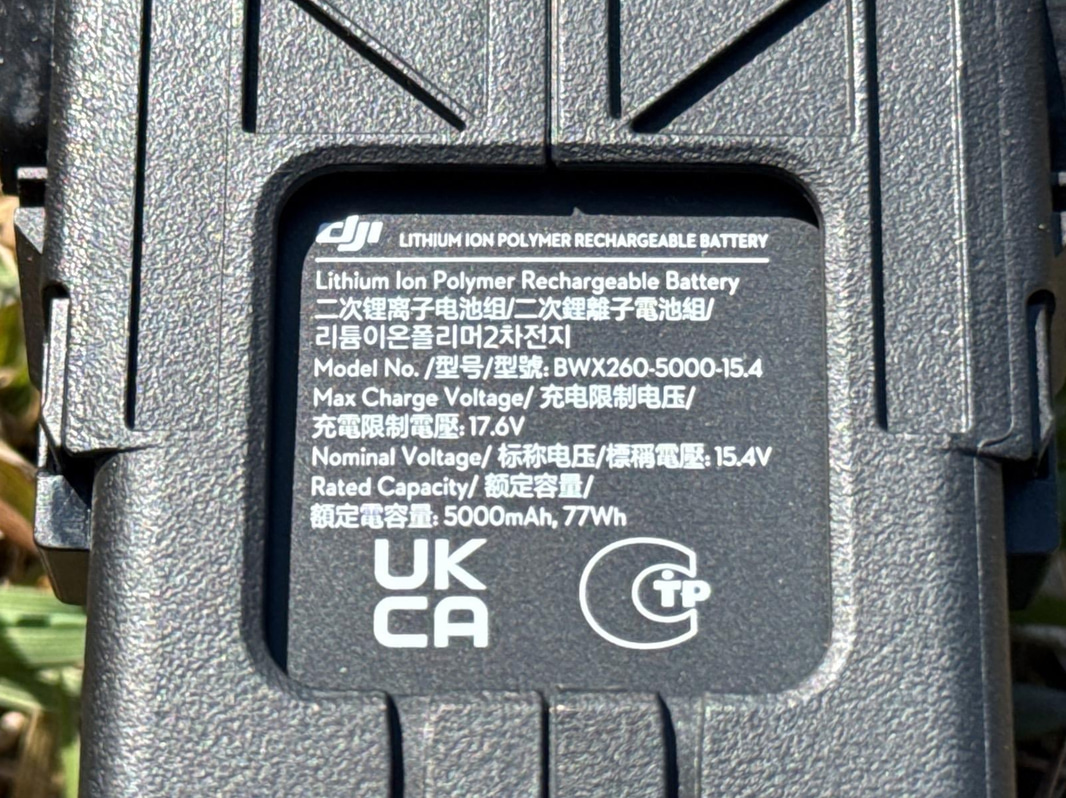 dji LITHIUM ION POLYMER RECHARGEABLE BATTERY
Lithium Ion Polymer Rechargeable Battery
二次锂离子电池组/二次鋰離子電池組/
리튬이온폴리머2차전지
Model No. /型号/型號: BWX260-5000-15.4
Max Charge Voltage/ 充电限制电压/
充電限制電壓: 17.6V
Nominal Voltage/ 标称电压/標稱電壓: 15.4V
Rated Capacity/ 额定容量/
額定電容量: 5000mAh, 77Wh
UK
CA
C TP